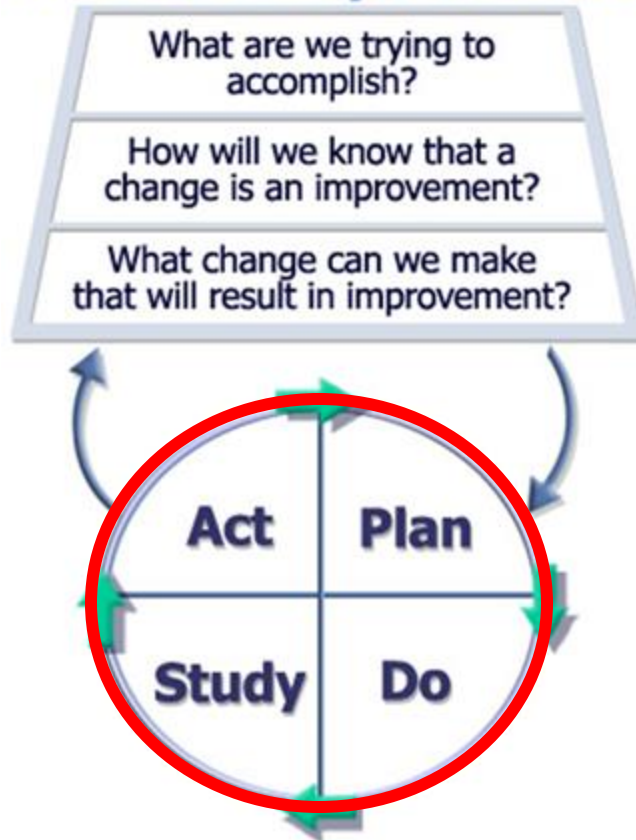 What are we trying to
accomplish?
How will we know that a
change is an improvement?
What change can we make
that will result in improvement?
Act Plan
Study Do